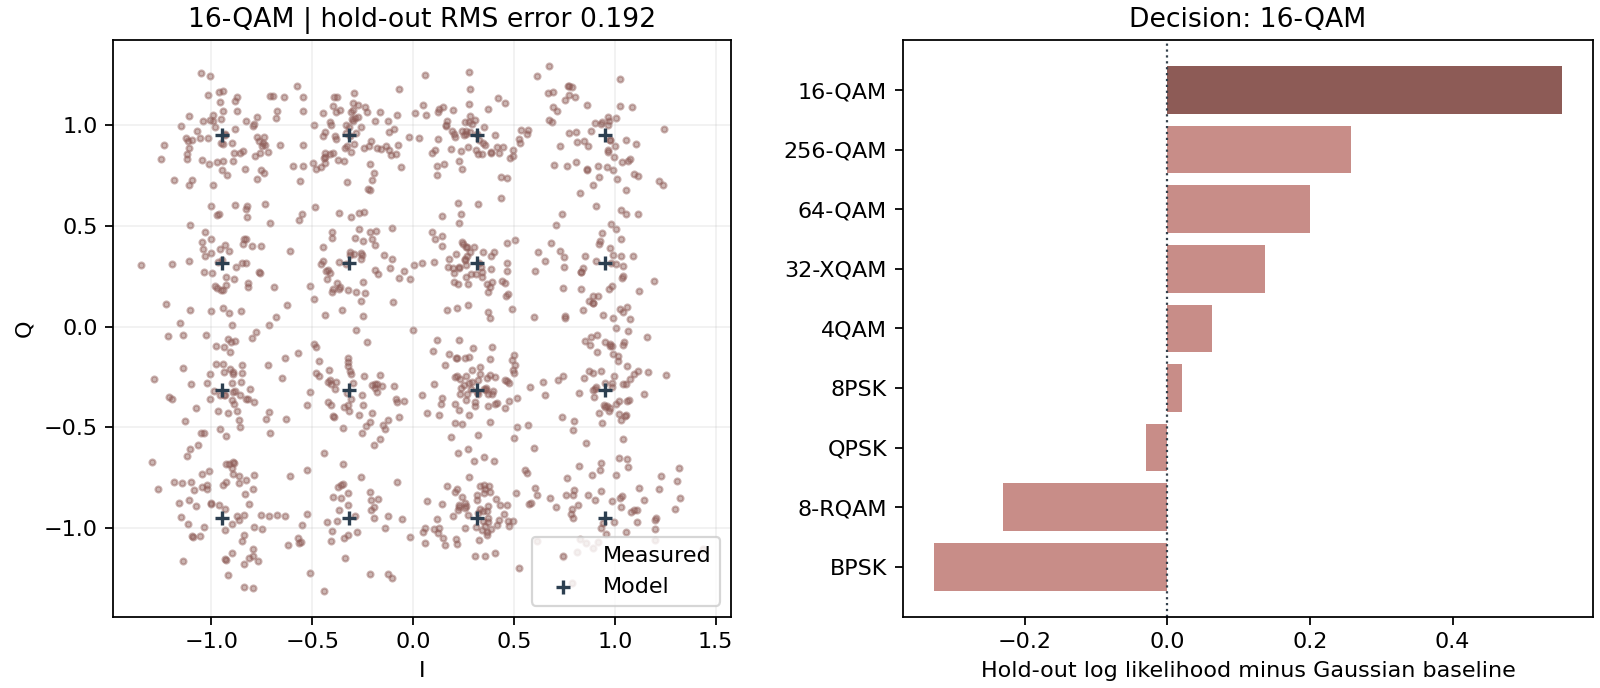 16-QAM | hold-out RMS error 0.192
Q
1.0
0.5
0.0
−0.5
−1.0
−1.0
−0.5
0.0
0.5
1.0
1.5
I
Measured
Model
Decision: 16-QAM
16-QAM
256-QAM
64-QAM
32-XQAM
4QAM
8PSK
QPSK
8-RQAM
BPSK
−0.2
0.0
0.2
0.4
Hold-out log likelihood minus Gaussian baseline